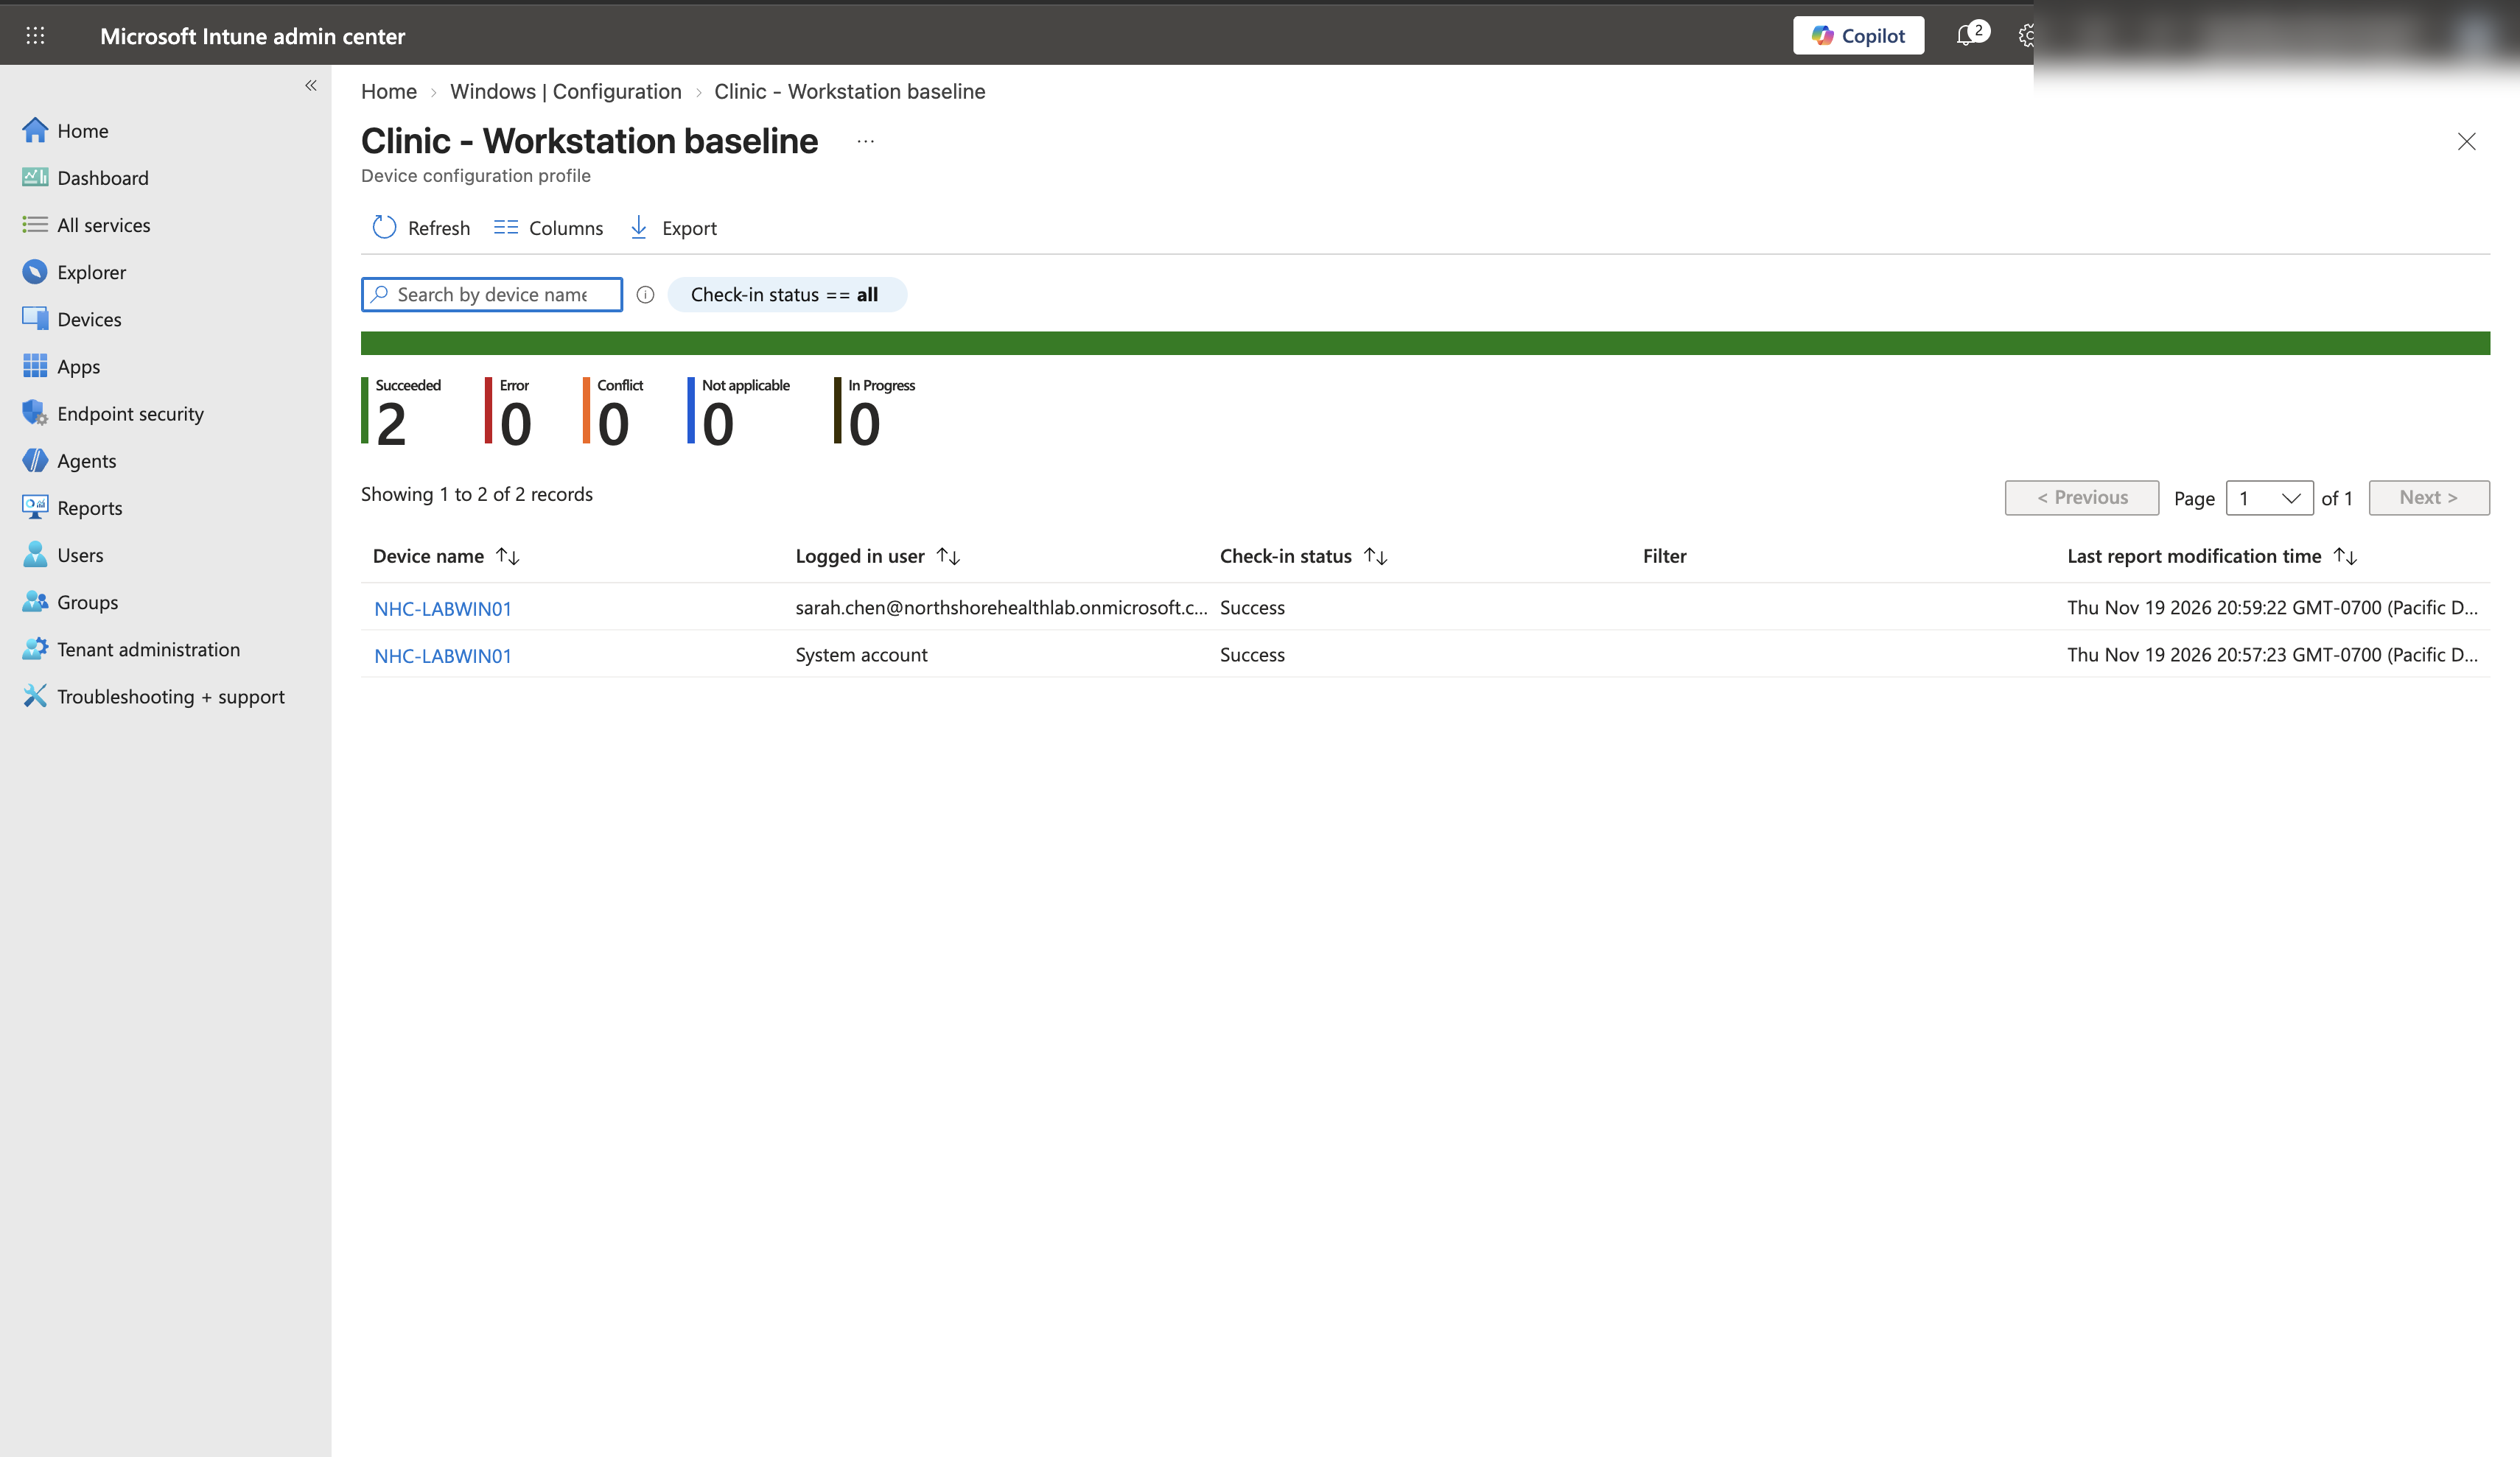 Microsoft Intune admin center
Copilot
2
Home
Dashboard
All services
Explorer
Devices
Apps
Endpoint security
Agents
Reports
Users
Groups
Tenant administration
Troubleshooting + support
Home > Windows | Configuration > Clinic - Workstation baseline
Clinic - Workstation baseline ...
Device configuration profile
Refresh Columns Export
Search by device name
Check-in status == all
Succeeded Error Conflict Not applicable In Progress
2 0 0 0 0
Showing 1 to 2 of 2 records
< Previous Page 1 of 1 Next >
Device name Logged in user Check-in status Filter Last report modification time
NHC-LABWIN01 sarah.chen@northshorehealthlab.onmicrosoft.c... Success Thu Nov 19 2026 20:59:22 GMT-0700 (Pacific D...
NHC-LABWIN01 System account Success Thu Nov 19 2026 20:57:23 GMT-0700 (Pacific D...